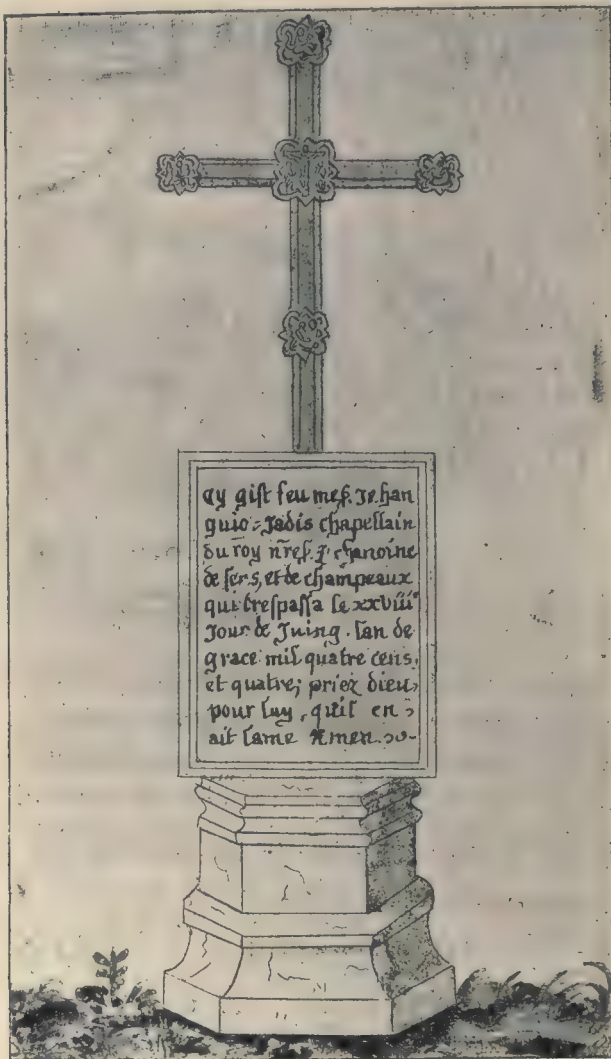 Cy gist feu mess. Jehan
guio= Jadis chapellain
du roy nr̄e s. & chanoine
de sens, et de champeaux
qui trespassa le xxviiiᵉ
Jour de Juing. lan de
grace mil quatre cens,
et quatre; priez dieu,
pour luy, quil en
ait lame Amen.